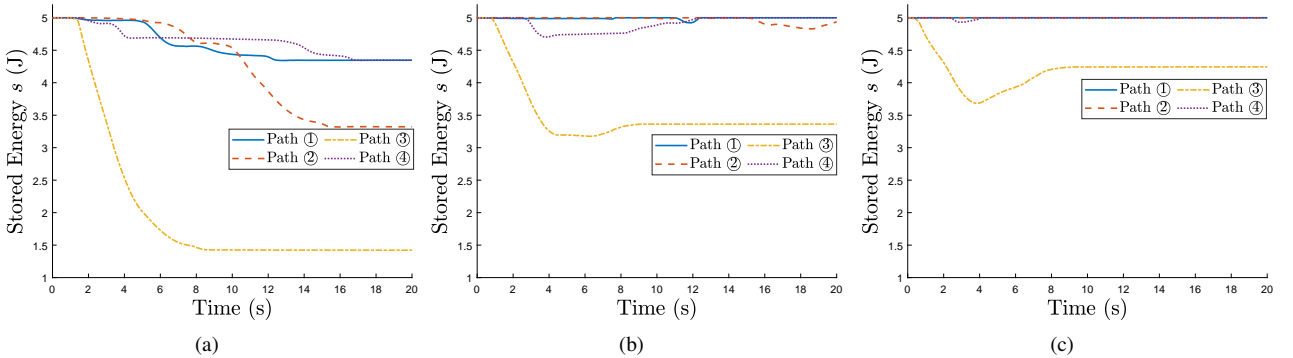 Stored Energy s (J)
5
4.5
4
3.5
3
2.5
2
1.5
1
0 2 4 6 8 10 12 14 16 18 20
Time (s)
Path ① Path ③
Path ② Path ④
(a)
Stored Energy s (J)
5
4.5
4
3.5
3
2.5
2
1.5
1
0 2 4 6 8 10 12 14 16 18 20
Time (s)
Path ① Path ③
Path ② Path ④
(b)
Stored Energy s (J)
5
4.5
4
3.5
3
2.5
2
1.5
1
0 2 4 6 8 10 12 14 16 18 20
Time (s)
Path ① Path ③
Path ② Path ④
(c)